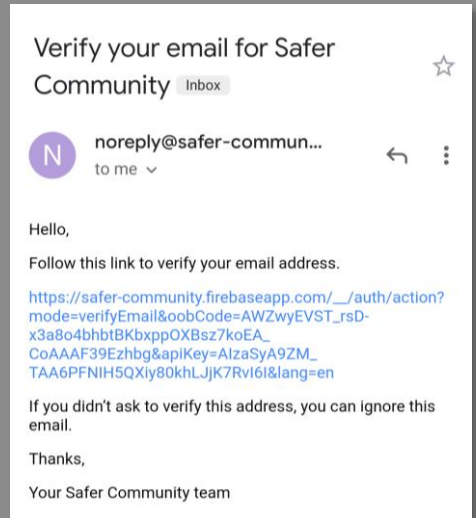 Verify your email for Safer
Community Inbox
N
noreply@safer-commun...
to me
Hello,
Follow this link to verify your email address.
https://safer-community.firebaseapp.com/__/auth/action?
mode=verifyEmail&oobCode=AWZwyEVST_rsD-
x3a8o4bhbtBKbxppOXBsz7koEA_
CoAAAF39Ezhbg&apiKey=AIzaSyA9ZM_
TAA6PFNIH5QXiy80khLJjK7RvI6I&lang=en
If you didn't ask to verify this address, you can ignore this
email.
Thanks,
Your Safer Community team